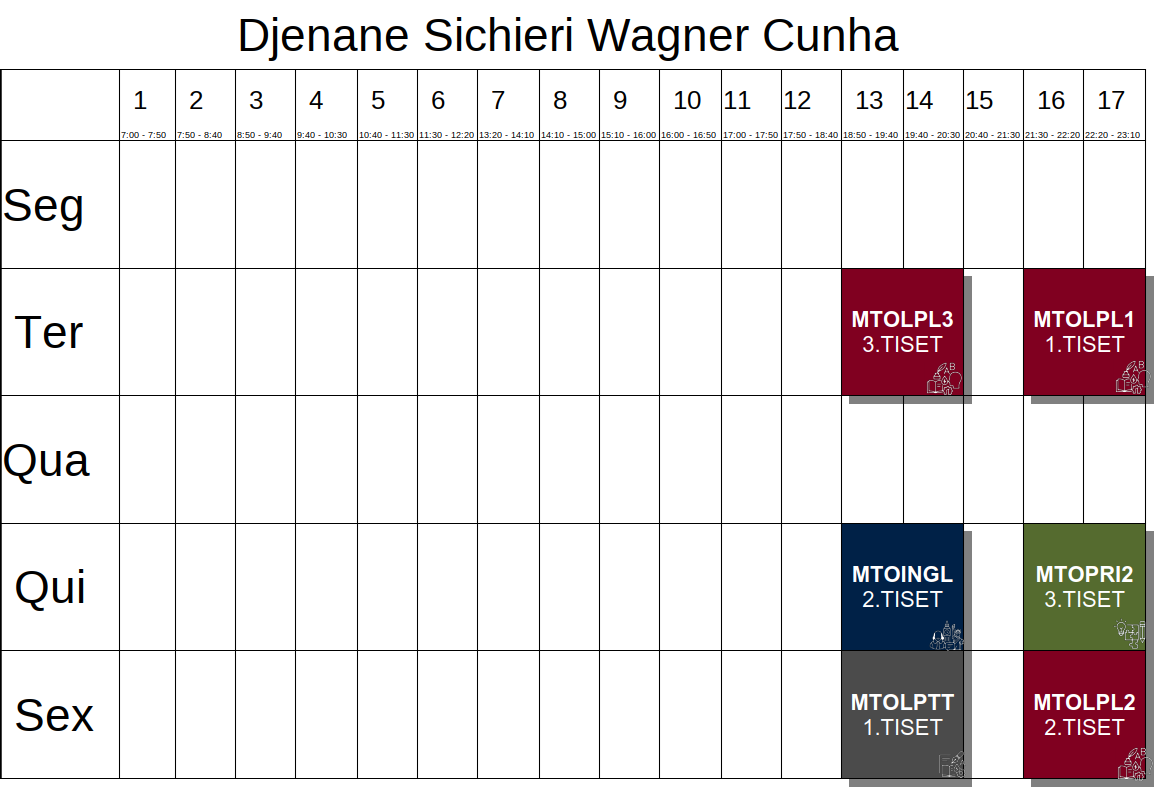 Djenane Sichieri Wagner Cunha
1 2 3 4 5 6 7 8 9 10 11 12 13 14 15 16 17
7:00 - 7:50 7:50 - 8:40 8:50 - 9:40 9:40 - 10:30 10:40 - 11:30 11:30 - 12:20 13:20 - 14:10 14:10 - 15:00 15:10 - 16:00 16:00 - 16:50 17:00 - 17:50 17:50 - 18:40 18:50 - 19:40 19:40 - 20:30 20:40 - 21:30 21:30 - 22:20 22:20 - 23:10
Seg
Ter
MTOLPL3
3.TISET
MTOLPL1
1.TISET
Qua
Qui
MTOINGL
2.TISET
MTOPRI2
3.TISET
Sex
MTOLPTT
1.TISET
MTOLPL2
2.TISET